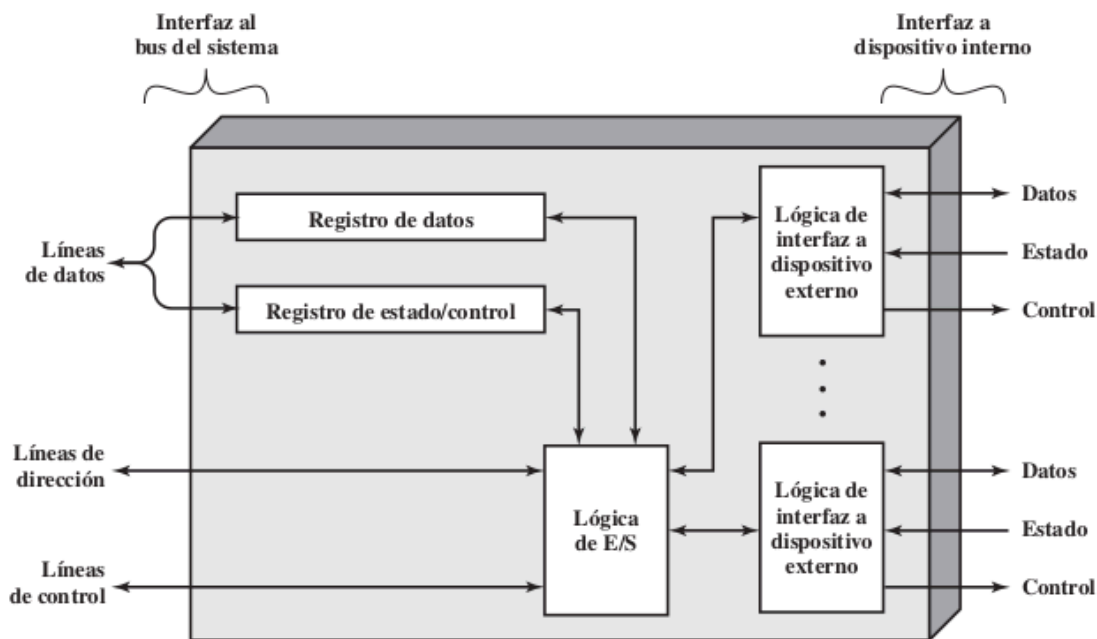 Interfaz al
bus del sistema
Interfaz a
dispositivo interno
Líneas
de datos
Registro de datos
Registro de estado/control
Lógica de
interfaz a
dispositivo
externo
Datos
Estado
Control
Líneas de
dirección
Líneas
de control
Lógica
de E/S
Lógica de
interfaz a
dispositivo
externo
Datos
Estado
Control